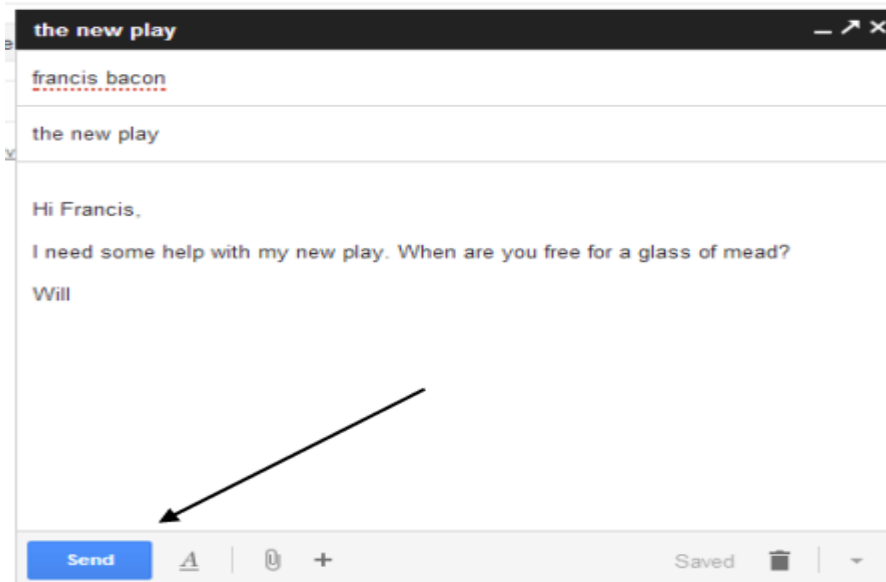 the new play
francis bacon
the new play
Hi Francis,
I need some help with my new play. When are you free for a glass of mead?
Will
Send A Saved